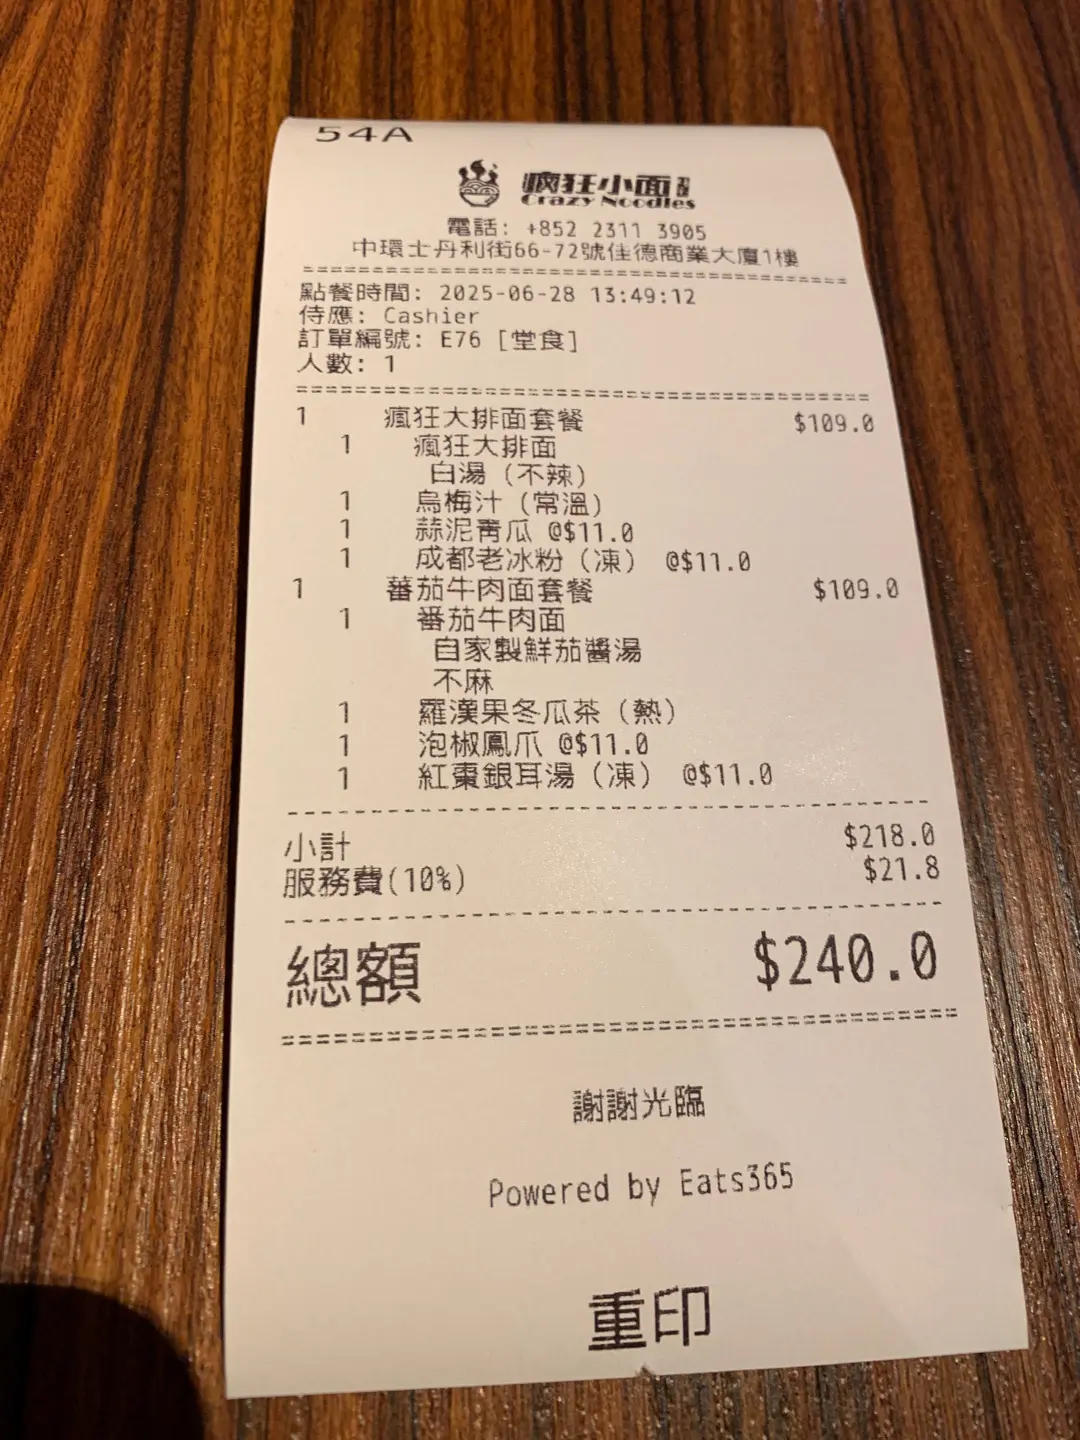 54A
瘋狂小面
Crazy Noodles
電話: +852 2311 3905
中環士丹利街66-72號佳德商業大廈1樓
點餐時間: 2025-06-28 13:49:12
侍應: Cashier
訂單編號: E76 [堂食]
人數: 1
1 瘋狂大排面套餐 $109.0
1 瘋狂大排面
白湯 (不辣)
1 烏梅汁 (常溫)
1 蒜泥青瓜 @$11.0
1 成都老冰粉 (凍) @$11.0
1 蕃茄牛肉面套餐 $109.0
1 番茄牛肉面
自家製鮮茄醬湯
不麻
1 羅漢果冬瓜茶 (熱)
1 泡椒鳳爪 @$11.0
1 紅棗銀耳湯 (凍) @$11.0
小計 $218.0
服務費(10%) $21.8
總額 $240.0
謝謝光臨
Powered by Eats365
重印